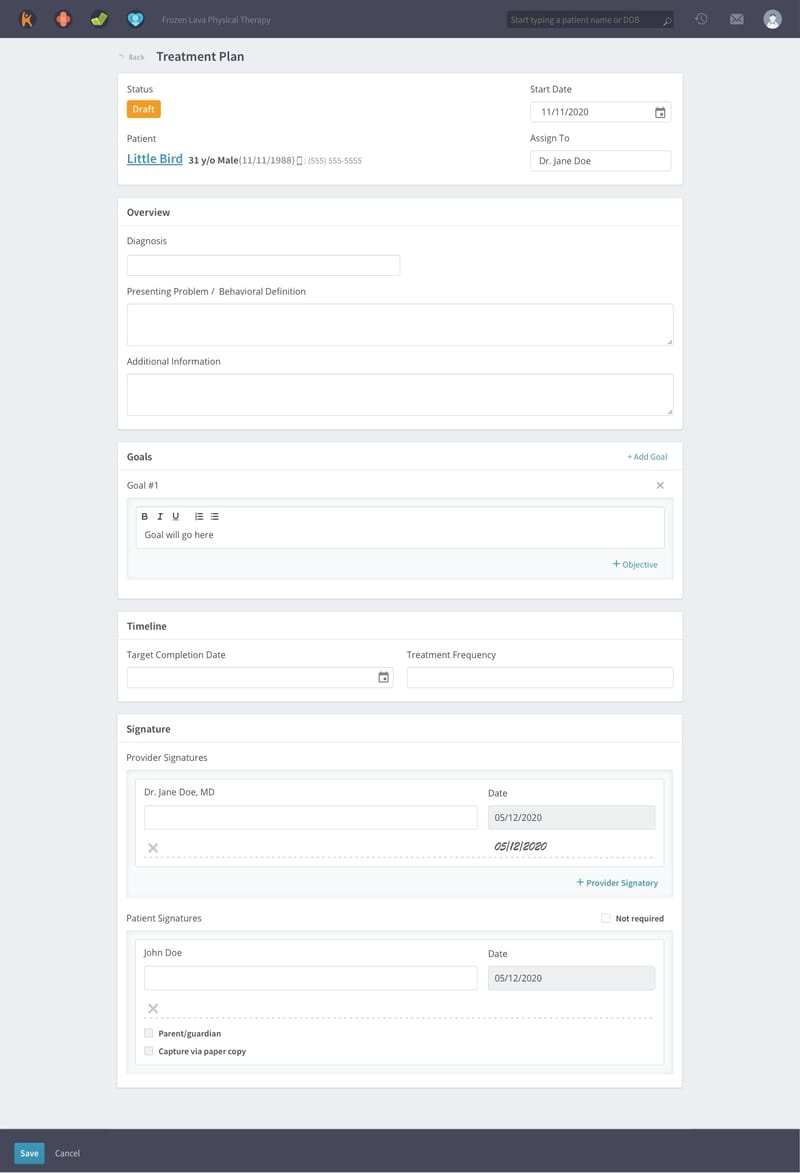 Frozen Lava Physical Therapy
Start typing a patient name or DOB
Back Treatment Plan
Status
Draft
Start Date
11/11/2020
Patient
Little Bird 31 y/o Male(11/11/1988) : (555) 555-5555
Assign To
Dr. Jane Doe
Overview
Diagnosis
Presenting Problem / Behavioral Definition
Additional Information
Goals
+ Add Goal
Goal #1
B I U
Goal will go here
+ Objective
Timeline
Target Completion Date
Treatment Frequency
Signature
Provider Signatures
Dr. Jane Doe, MD
Date
05/12/2020
05/12/2020
+ Provider Signatory
Patient Signatures
Not required
John Doe
Date
05/12/2020
Parent/guardian
Capture via paper copy
Save
Cancel